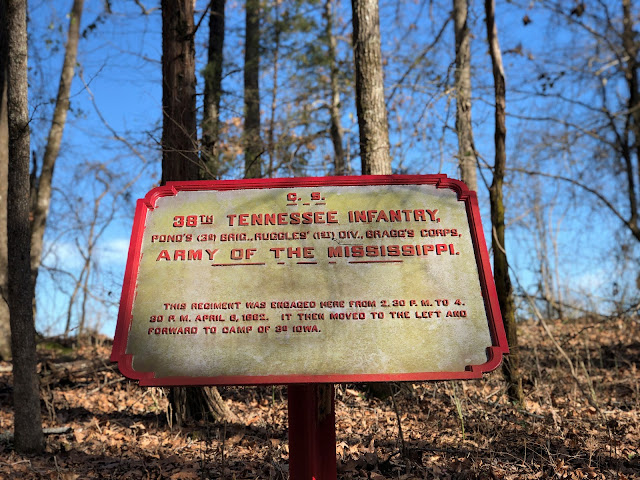 C. S.
38TH TENNESSEE INFANTRY,
POND'S (3D) BRIG., RUGGLES' (1ST) DIV., BRAGG'S CORPS,
ARMY OF THE MISSISSIPPI.
THIS REGIMENT WAS ENGAGED HERE FROM 2.30 P.M. TO 4.
30 P.M. APRIL 6, 1862. IT THEN MOVED TO THE LEFT AND
FORWARD TO CAMP OF 3D IOWA.